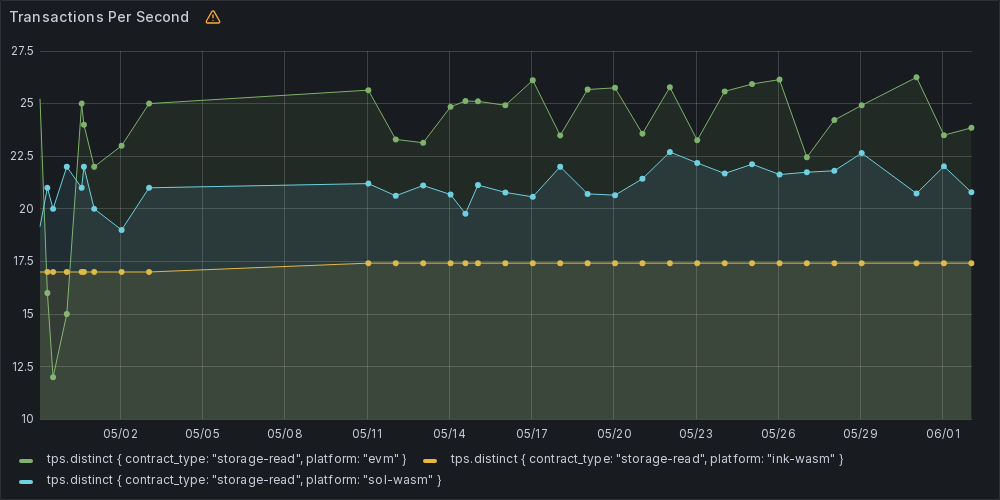 Transactions Per Second
27.5
25
22.5
20
17.5
15
12.5
10
05/02 05/05 05/08 05/11 05/14 05/17 05/20 05/23 05/26 05/29 06/01
tps.distinct { contract_type: "storage-read", platform: "evm" } tps.distinct { contract_type: "storage-read", platform: "ink-wasm" }
tps.distinct { contract_type: "storage-read", platform: "sol-wasm" }